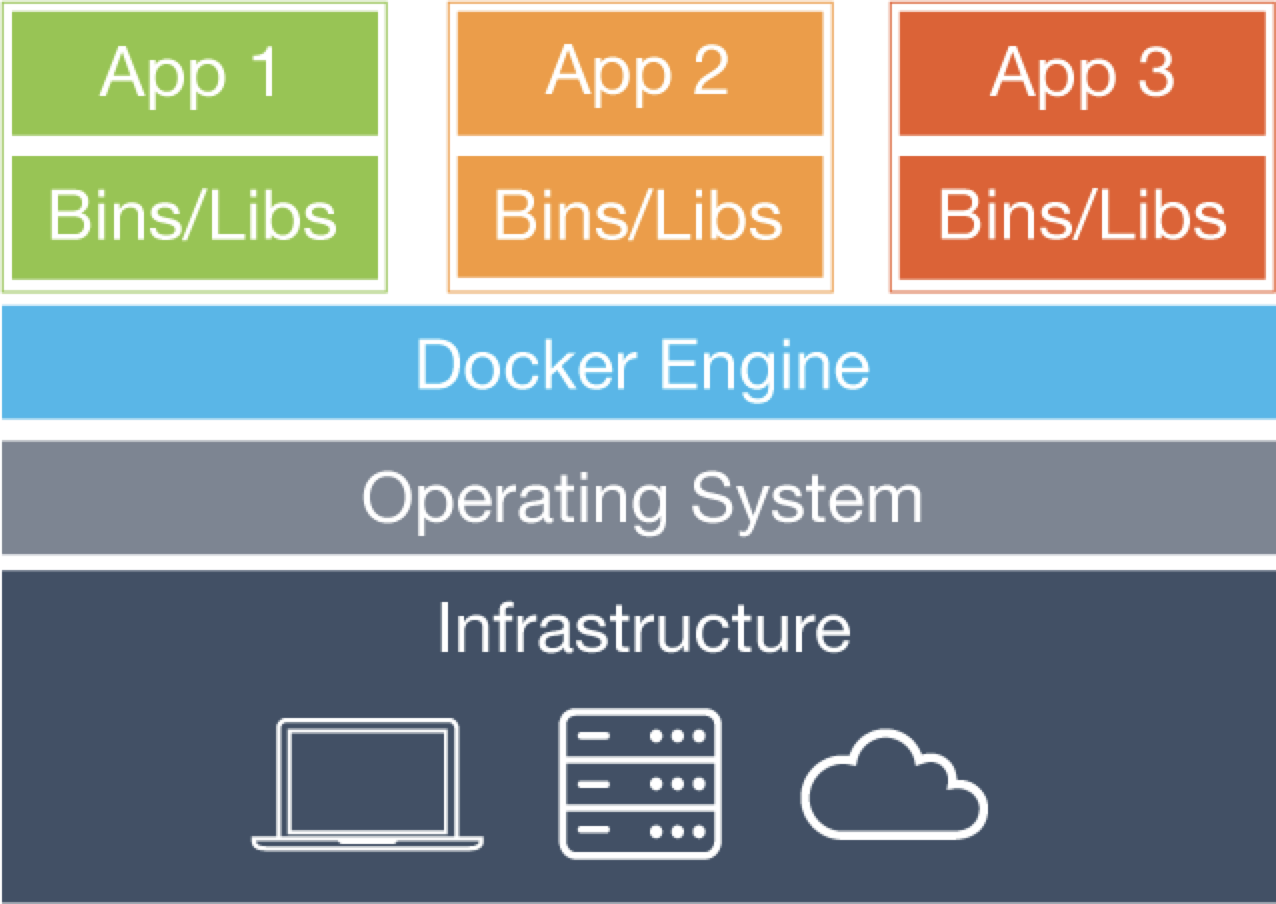 App 1
App 2
App 3
Bins/Libs
Bins/Libs
Bins/Libs
Docker Engine
Operating System
Infrastructure